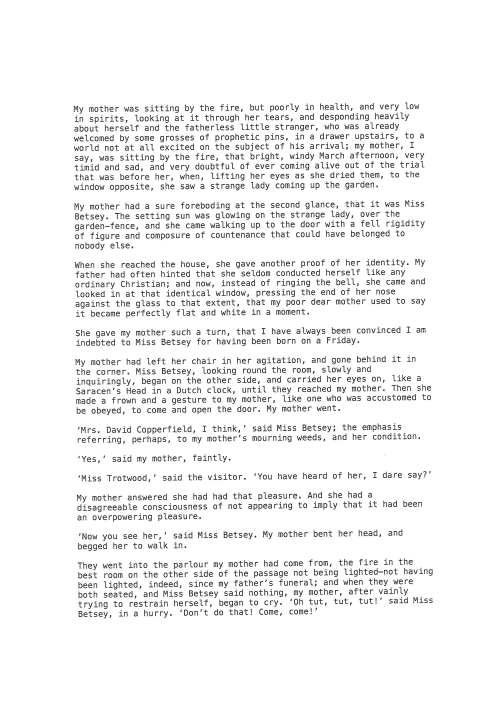 My mother was sitting by the fire, but poorly in health, and very low
in spirits, looking at it through her tears, and desponding heavily
about herself and the fatherless little stranger, who was already
welcomed by some grosses of prophetic pins, in a drawer upstairs, to a
world not at all excited on the subject of his arrival; my mother, I
say, was sitting by the fire, that bright, windy March afternoon, very
timid and sad, and very doubtful of ever coming alive out of the trial
that was before her, when, lifting her eyes as she dried them, to the
window opposite, she saw a strange lady coming up the garden.

My mother had a sure foreboding at the second glance, that it was Miss
Betsey. The setting sun was glowing on the strange lady, over the
garden-fence, and she came walking up to the door with a fell rigidity
of figure and composure of countenance that could have belonged to
nobody else.

When she reached the house, she gave another proof of her identity. My
father had often hinted that she seldom conducted herself like any
ordinary Christian; and now, instead of ringing the bell, she came and
looked in at that identical window, pressing the end of her nose
against the glass to that extent, that my poor dear mother used to say
it became perfectly flat and white in a moment.

She gave my mother such a turn, that I have always been convinced I am
indebted to Miss Betsey for having been born on a Friday.

My mother had left her chair in her agitation, and gone behind it in
the corner. Miss Betsey, looking round the room, slowly and
inquiringly, began on the other side, and carried her eyes on, like a
Saracen's Head in a Dutch clock, until they reached my mother. Then she
made a frown and a gesture to my mother, like one who was accustomed to
be obeyed, to come and open the door. My mother went.

‘Mrs. David Copperfield, I think,’ said Miss Betsey; the emphasis
referring, perhaps, to my mother’s mourning weeds, and her condition.

‘Yes,’ said my mother, faintly.

‘Miss Trotwood,’ said the visitor. ‘You have heard of her, I dare say?’

My mother answered she had had that pleasure. And she had a
disagreeable consciousness of not appearing to imply that it had been
an overpowering pleasure.

‘Now you see her,’ said Miss Betsey. My mother bent her head, and
begged her to walk in.

They went into the parlour my mother had come from, the fire in the
best room on the other side of the passage not being lighted—not having
been lighted, indeed, since my father’s funeral; and when they were
both seated, and Miss Betsey said nothing, my mother, after vainly
trying to restrain herself, began to cry. ‘Oh tut, tut, tut!’ said Miss
Betsey, in a hurry. ‘Don’t do that! Come, come!’